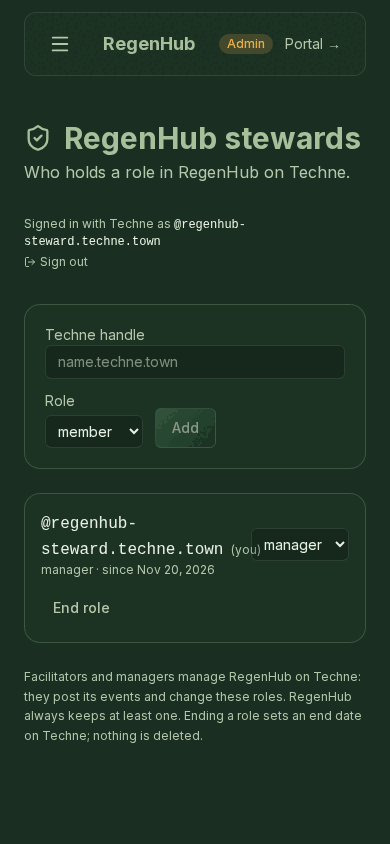 RegenHub
Admin
Portal →
RegenHub stewards
Who holds a role in RegenHub on Techne.
Signed in with Techne as @regenhub-
steward.techne.town
Sign out
Techne handle
name.techne.town
Role
member
Add
@regenhub-
steward.techne.town (you)
manager
manager · since Nov 20, 2026
End role
Facilitators and managers manage RegenHub on Techne:
they post its events and change these roles. RegenHub
always keeps at least one. Ending a role sets an end date
on Techne; nothing is deleted.